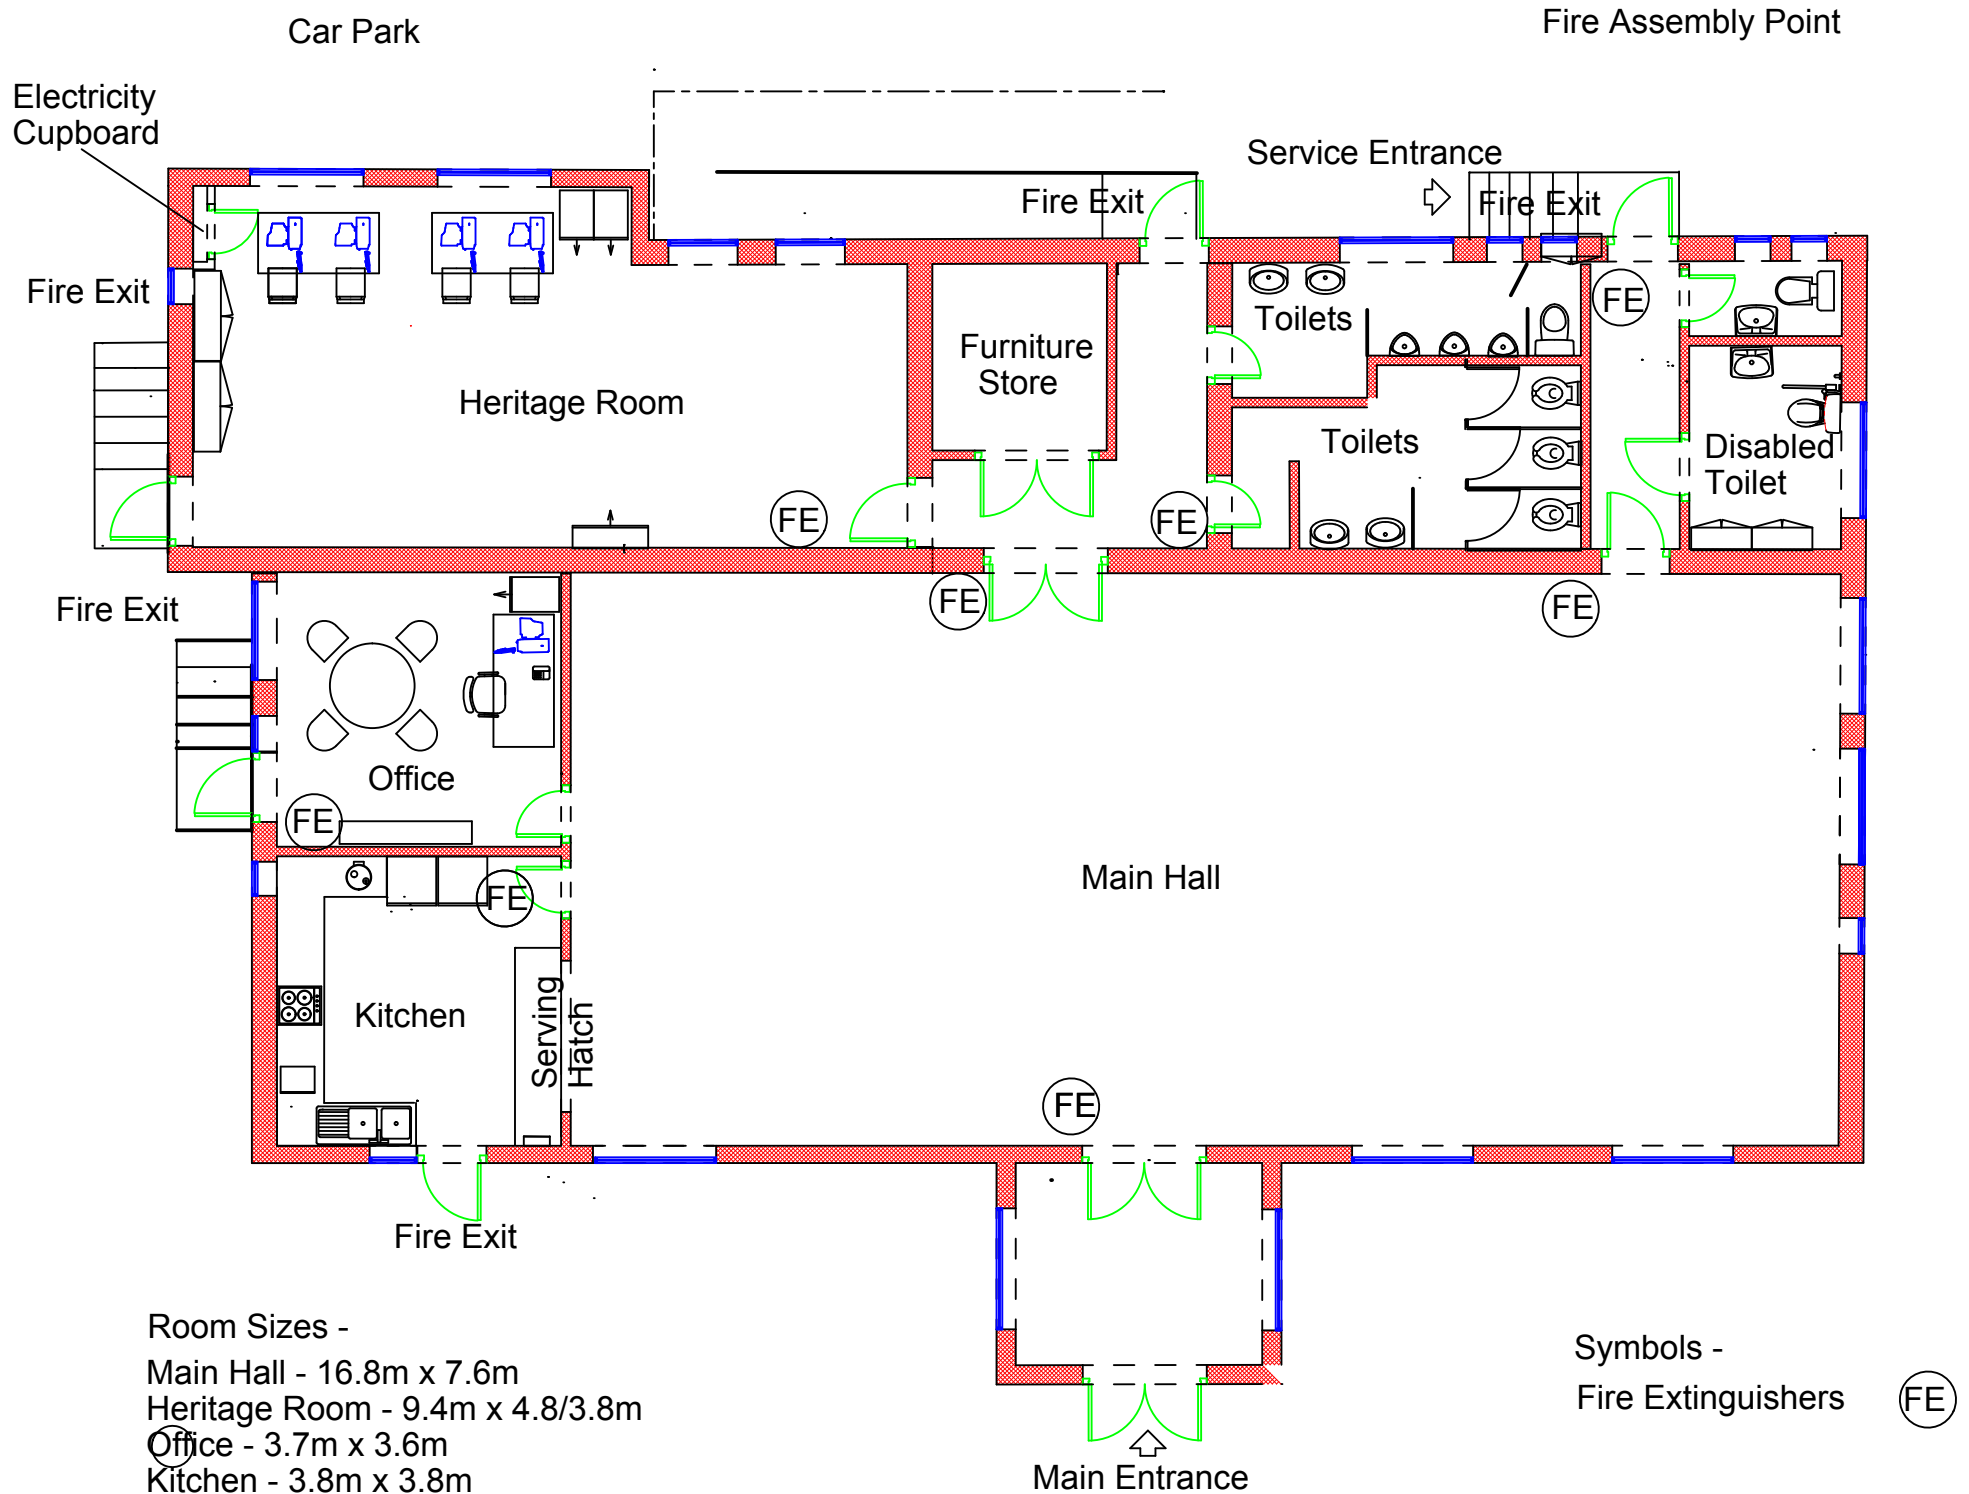 Car Park
Fire Assembly Point
Electricity
Cupboard
Service Entrance
Fire Exit
Fire Exit
Fire Exit
FE
Toilets
Furniture
Store
Heritage Room
Toilets
Disabled
Toilet
FE
FE
Fire Exit
FE
FE
Office
FE
Main Hall
FE
Kitchen
Serving
Hatch
FE
Fire Exit
Room Sizes -
Main Hall - 16.8m x 7.6m
Heritage Room - 9.4m x 4.8/3.8m
Office - 3.7m x 3.6m
Kitchen - 3.8m x 3.8m
Symbols -
Fire Extinguishers FE
Main Entrance